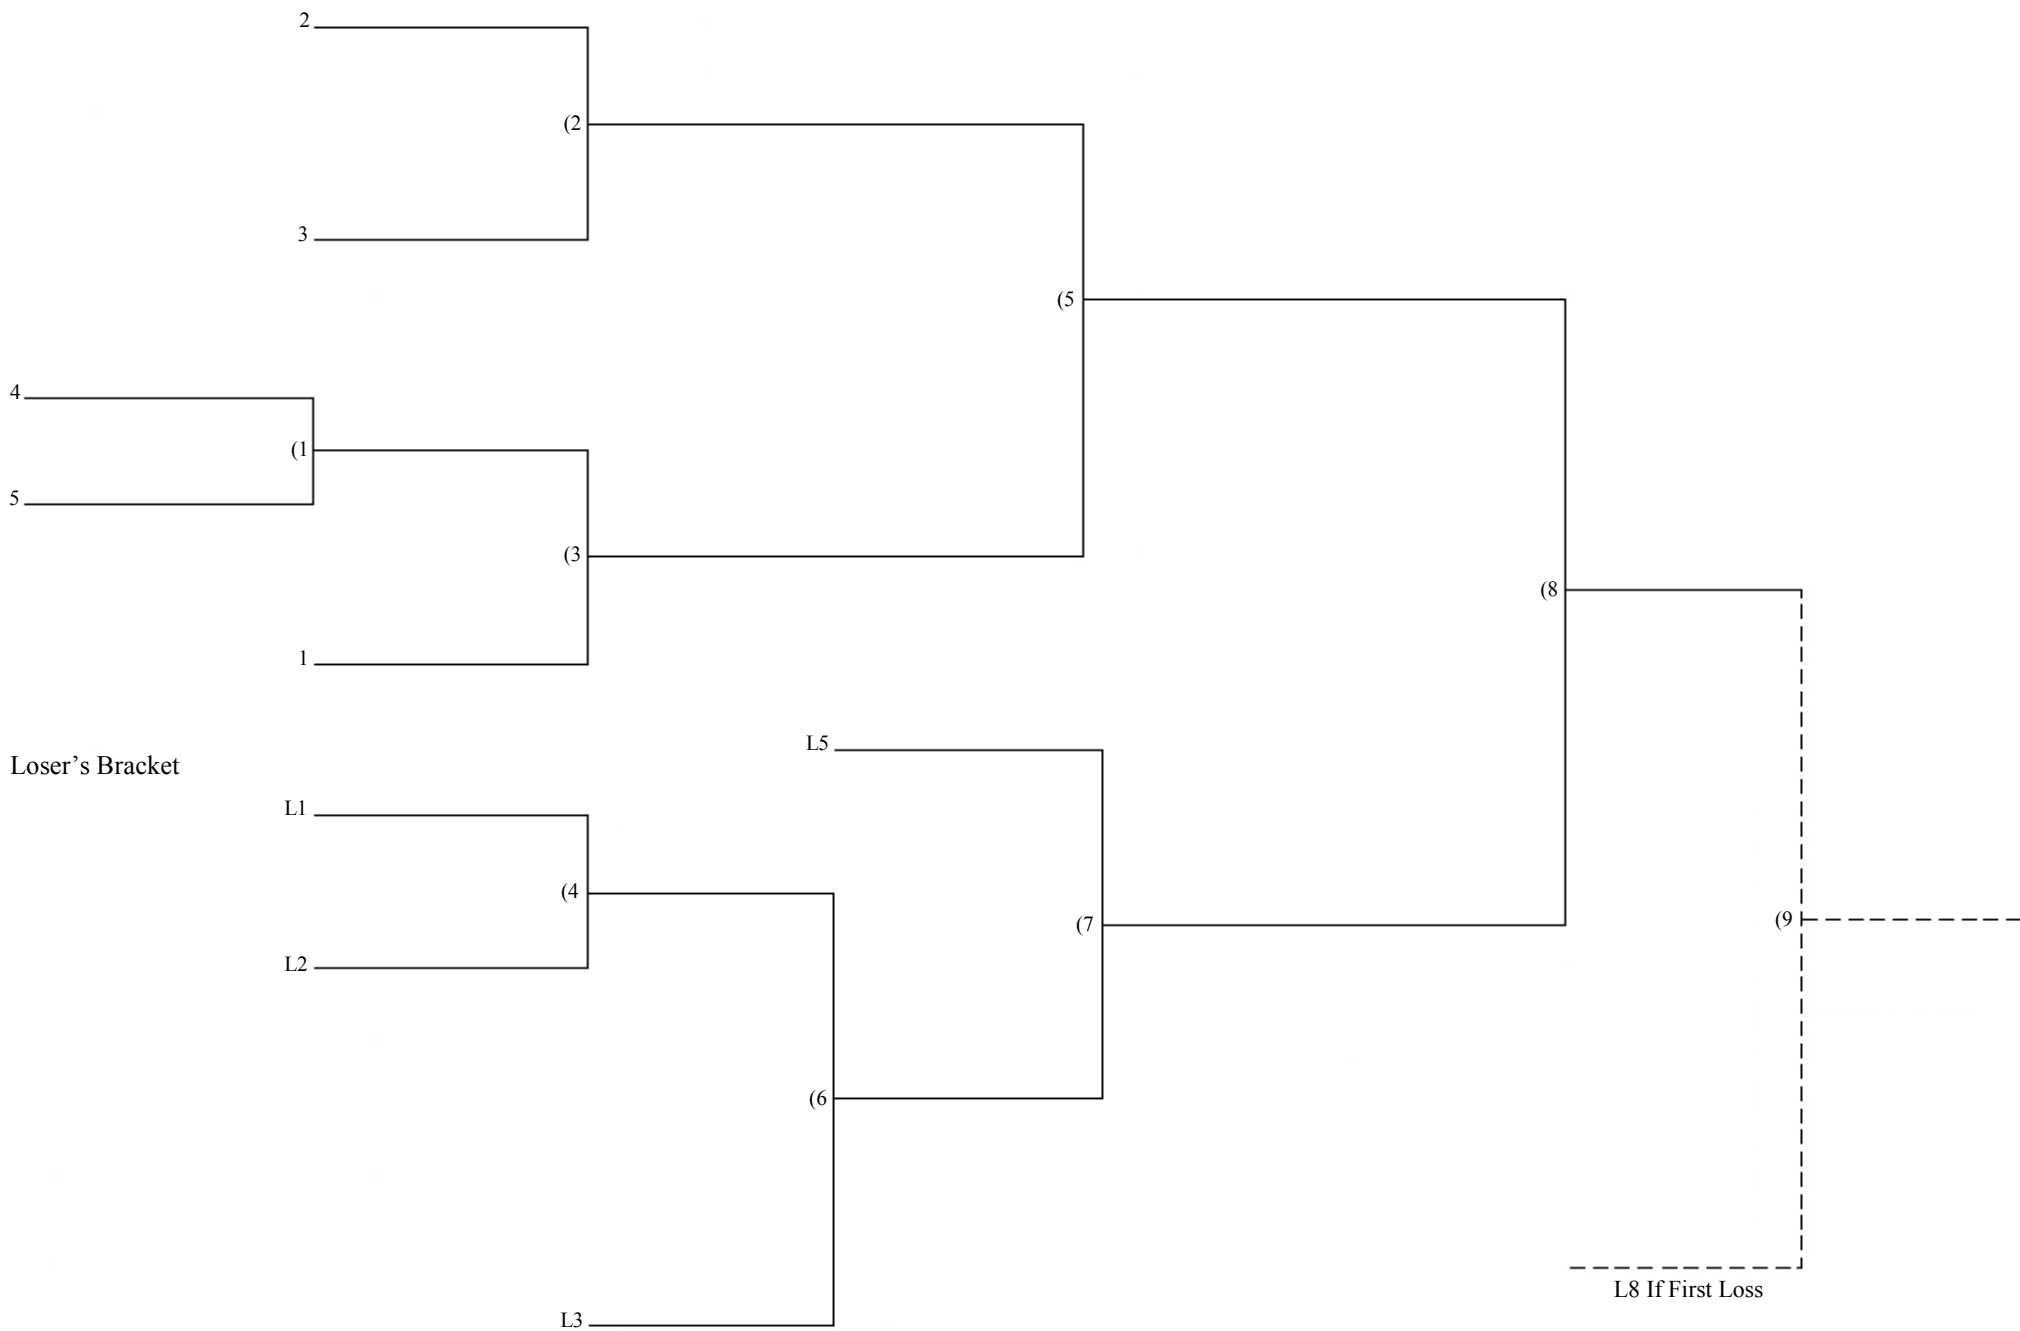 2
(2
3
(5
4
(1
5
(3
(8
1
L5
Loser’s Bracket
L1
(4
(7
(9
L2
(6
L8 If First Loss
L3